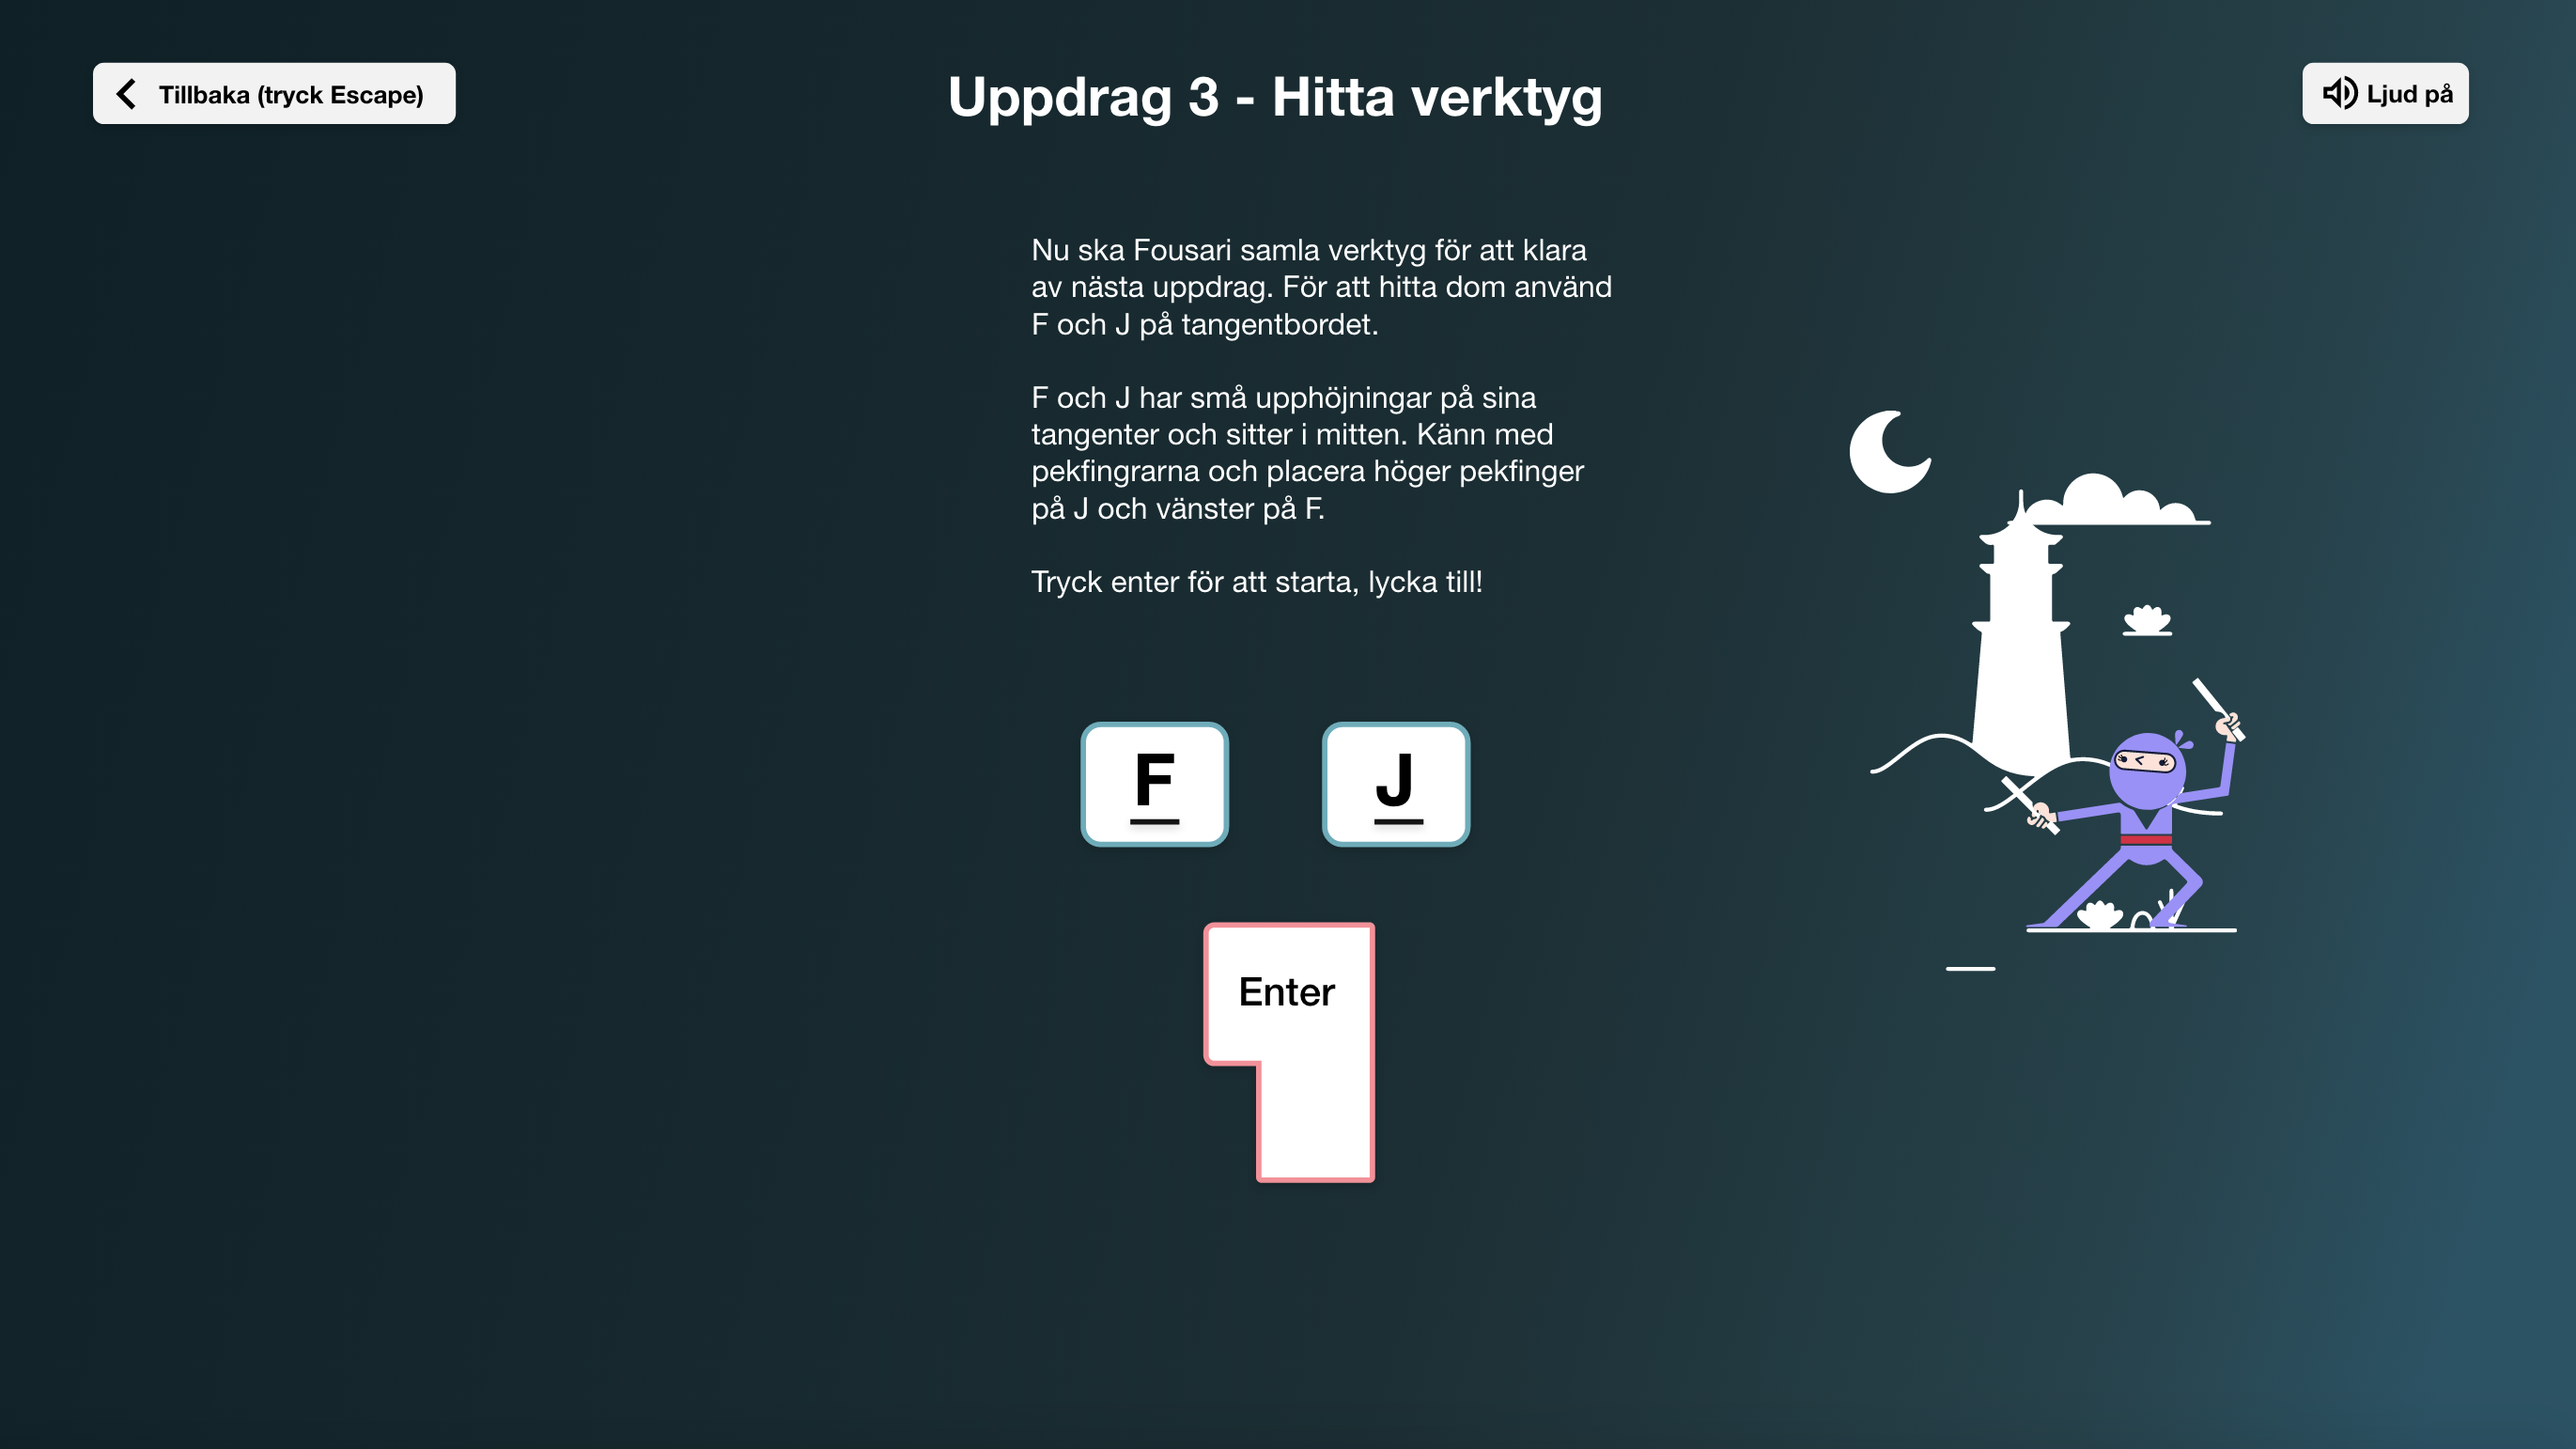 Tillbaka (tryck Escape)
Uppdrag 3 - Hitta verktyg
Ljud på
Nu ska Fousari samla verktyg för att klara
av nästa uppdrag. För att hitta dom använd
F och J på tangentbordet.
F och J har små upphöjningar på sina
tangenter och sitter i mitten. Känn med
pekfingrarna och placera höger pekfinger
på J och vänster på F.
Tryck enter för att starta, lycka till!
F
J
Enter